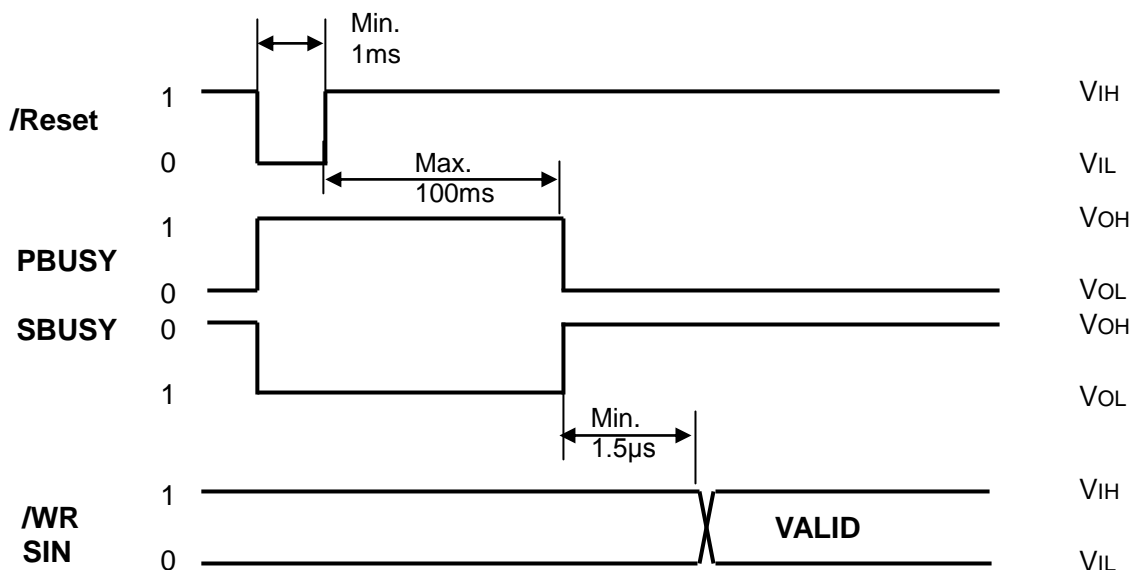 Min.
1ms
1
VIH
/Reset
0
VIL
Max.
100ms
1
VOH
PBUSY
0
VOL
SBUSY
0
VOH
1
VOL
Min.
1.5µs
1
VIH
/WR
SIN
VALID
0
VIL